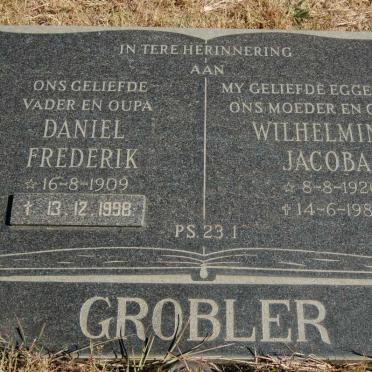 IN TERE HERINNERING
AAN
ONS GELIEFDE
VADER EN OUPA
DANIEL
FREDERIK
☆ 16-8-1909
✝ 13.12.1998
MY GELIEFDE
ONS MOEDER EN
JACOBA
PS 23 1
GROBLER